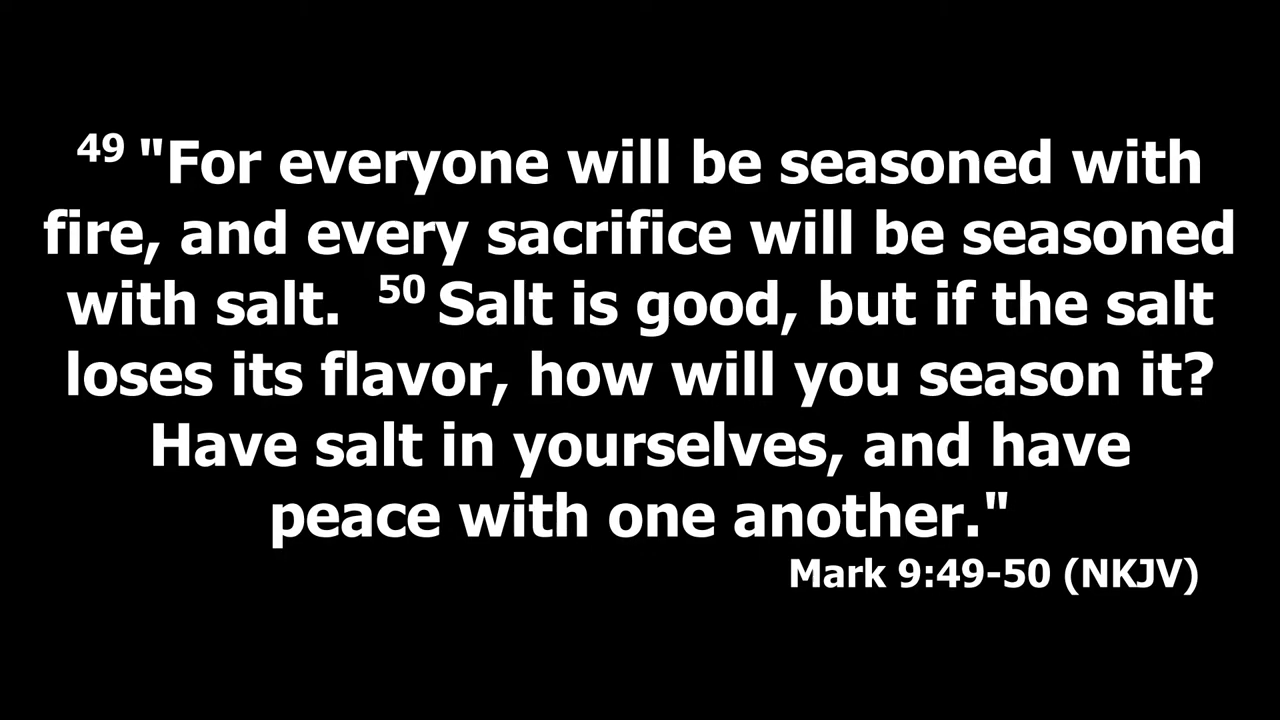 49 "For everyone will be seasoned with
fire, and every sacrifice will be seasoned
with salt. 50 Salt is good, but if the salt
loses its flavor, how will you season it?
Have salt in yourselves, and have
peace with one another."
Mark 9:49-50 (NKJV)